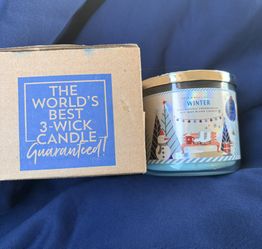 THE
WORLD'S
BEST
3-WICK
CANDLE
Guaranteed!
WINTER